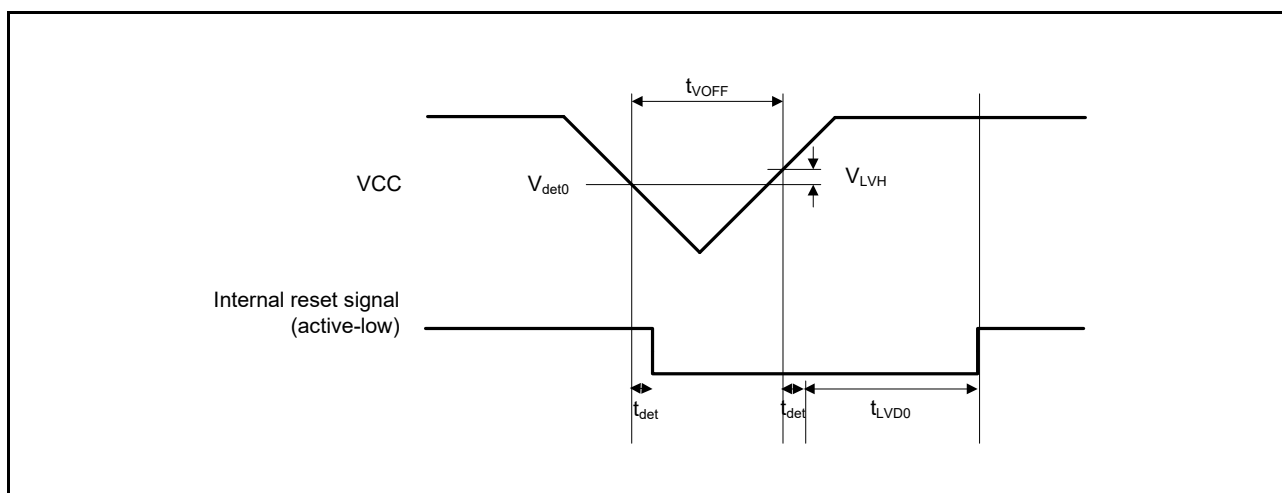 tVOFF
VCC
Vdet0
VLVH
Internal reset signal
(active-low)
tdet
tdet
tLVD0